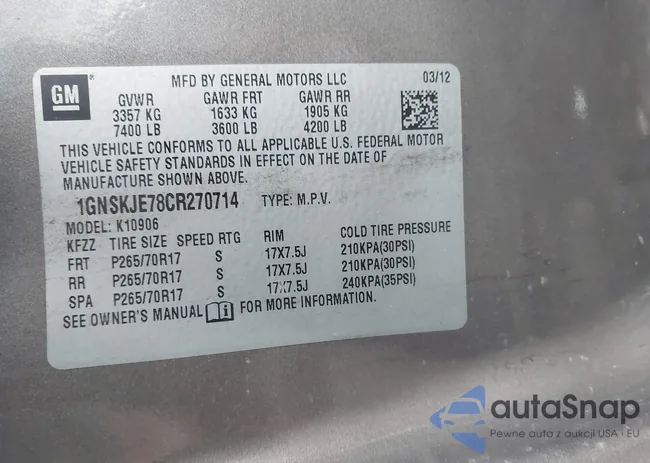 GM
MFD BY GENERAL MOTORS LLC 03/12
GVWR GAWR FRT GAWR RR
3357 KG 1633 KG 1905 KG
7400 LB 3600 LB 4200 LB
THIS VEHICLE CONFORMS TO ALL APPLICABLE U.S. FEDERAL MOTOR
VEHICLE SAFETY STANDARDS IN EFFECT ON THE DATE OF
MANUFACTURE SHOWN ABOVE.
1GNSKJE78CR270714 TYPE: M.P.V.
MODEL: K10906
KFZZ TIRE SIZE SPEED RTG RIM COLD TIRE PRESSURE
FRT P265/70R17 S 17X7.5J 210KPA(30PSI)
RR P265/70R17 S 17X7.5J 210KPA(30PSI)
SPA P265/70R17 S 17X7.5J 240KPA(35PSI)
SEE OWNER'S MANUAL FOR MORE INFORMATION.
autaSnap
Pewne auta z aukcji USA i EU